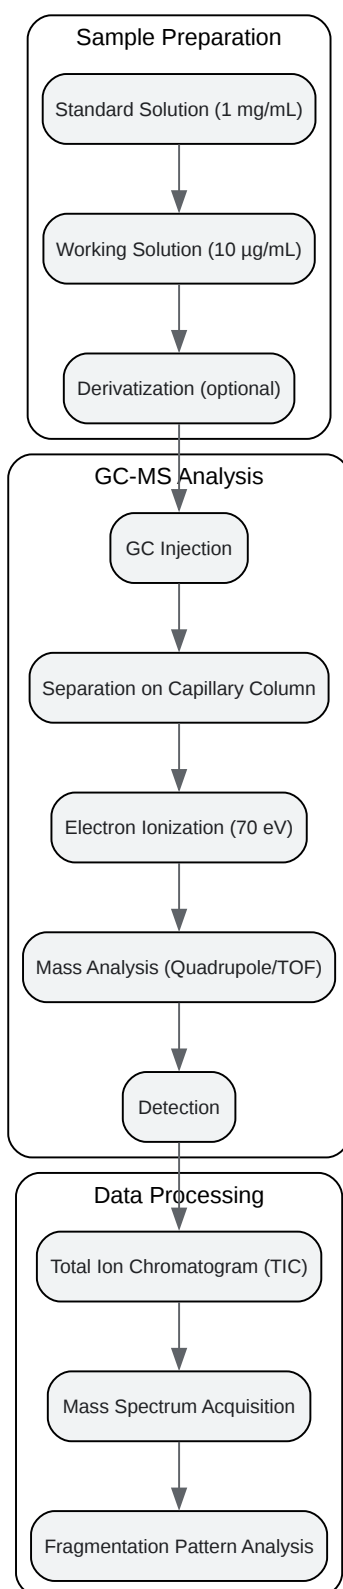 Sample Preparation
Standard Solution (1 mg/mL)
Working Solution (10 µg/mL)
Derivatization (optional)
GC-MS Analysis
GC Injection
Separation on Capillary Column
Electron Ionization (70 eV)
Mass Analysis (Quadrupole/TOF)
Detection
Data Processing
Total Ion Chromatogram (TIC)
Mass Spectrum Acquisition
Fragmentation Pattern Analysis